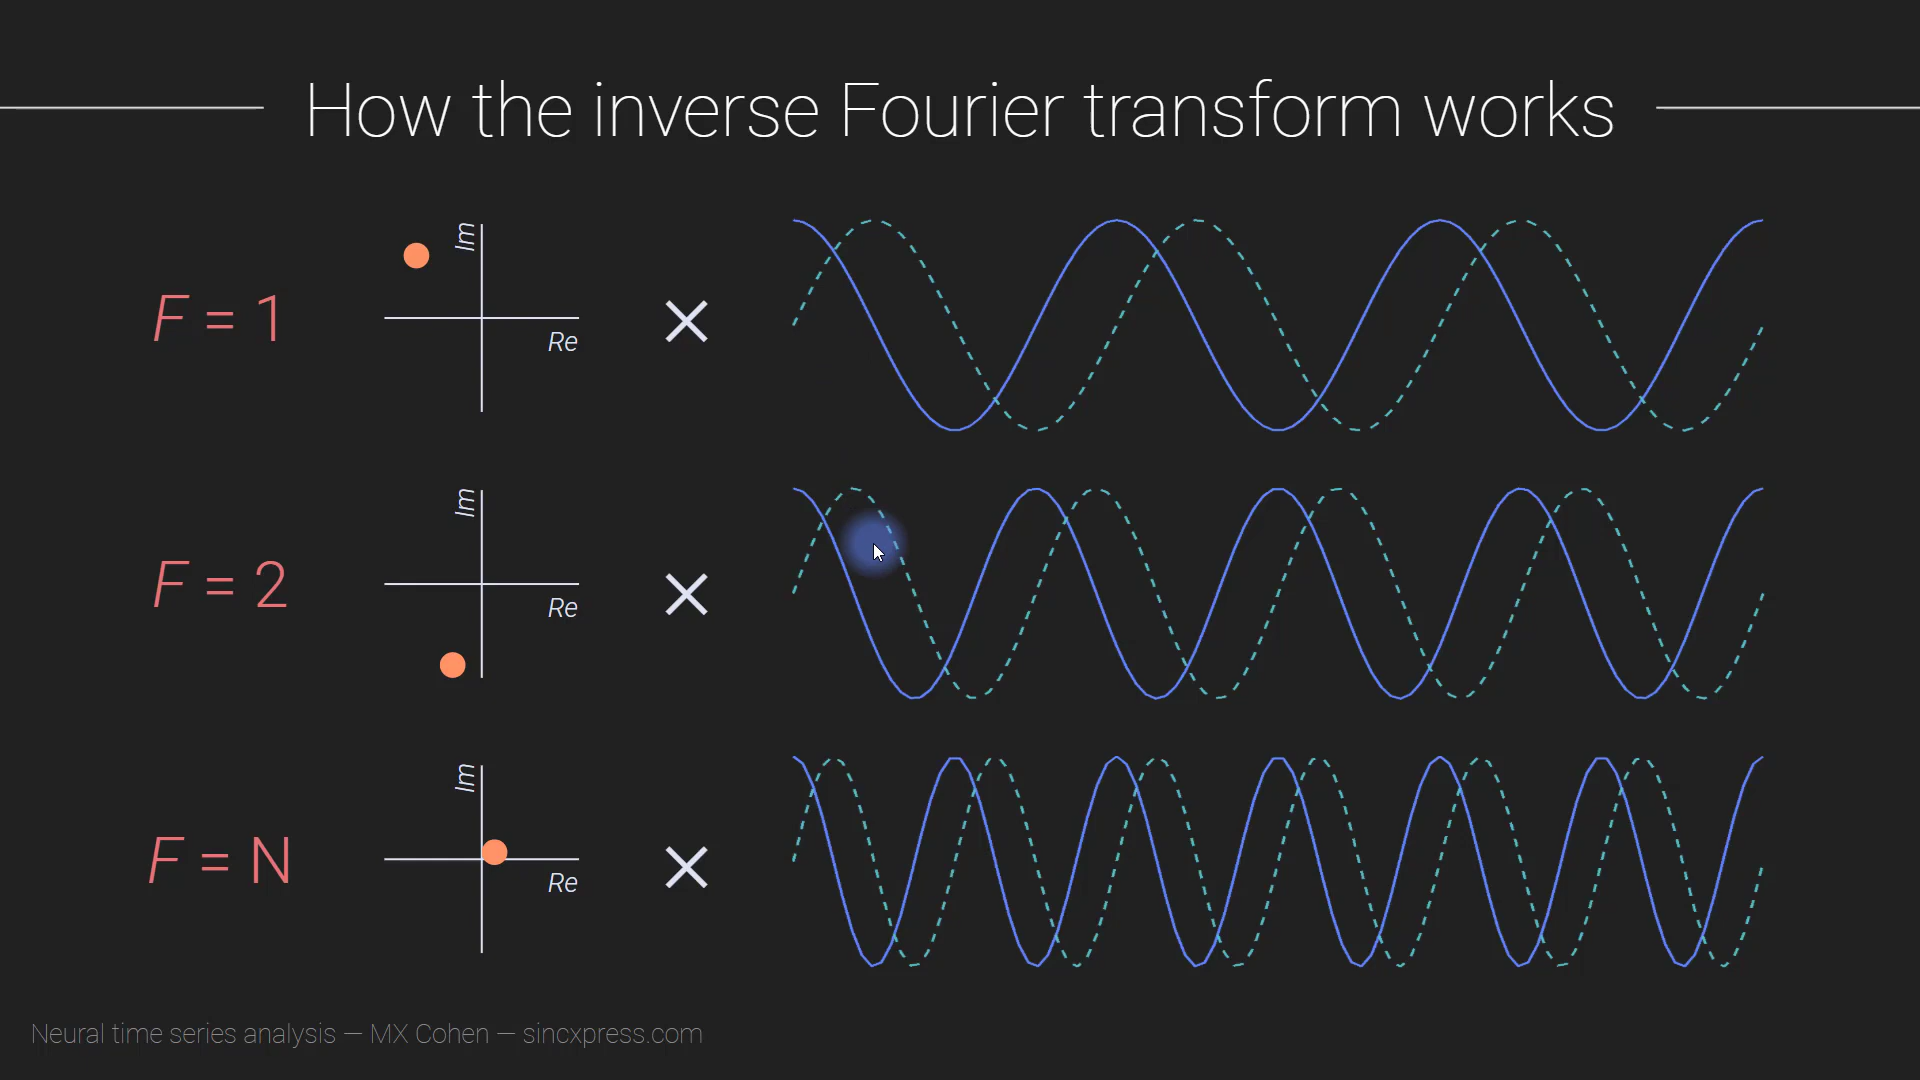 How the inverse Fourier transform works
F = 1
Im
Re
×
F = 2
Im
Re
×
F = N
Im
Re
×
Neural time series analysis — MX Cohen — sincxpress.com